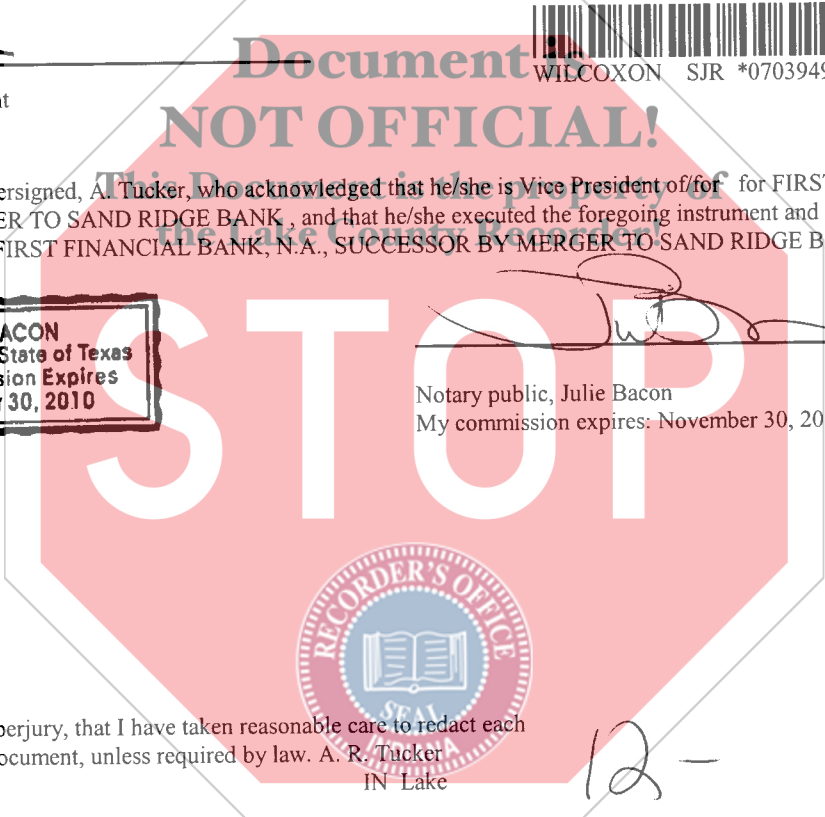 Document is
WILCOXON SJR *0703949
NOT OFFICIAL!
This Document is the property of
ersigned, A. Tucker, who acknowledged that he/she is Vice President of/for for FIRST
ER TO SAND RIDGE BANK , and that he/she executed the foregoing instrument and
the Lake County Recorder!
FIRST FINANCIAL BANK, N.A., SUCCESSOR BY MERGER TO SAND RIDGE B
ACON
State of Texas
sion Expires
30, 2010
STOP
Notary public, Julie Bacon
My commission expires: November 30, 20
RECORDER'S OFFICE
SEAL
INDIANA
perjury, that I have taken reasonable care to redact each
ocument, unless required by law. A. R. Tucker
IN Lake
12 –